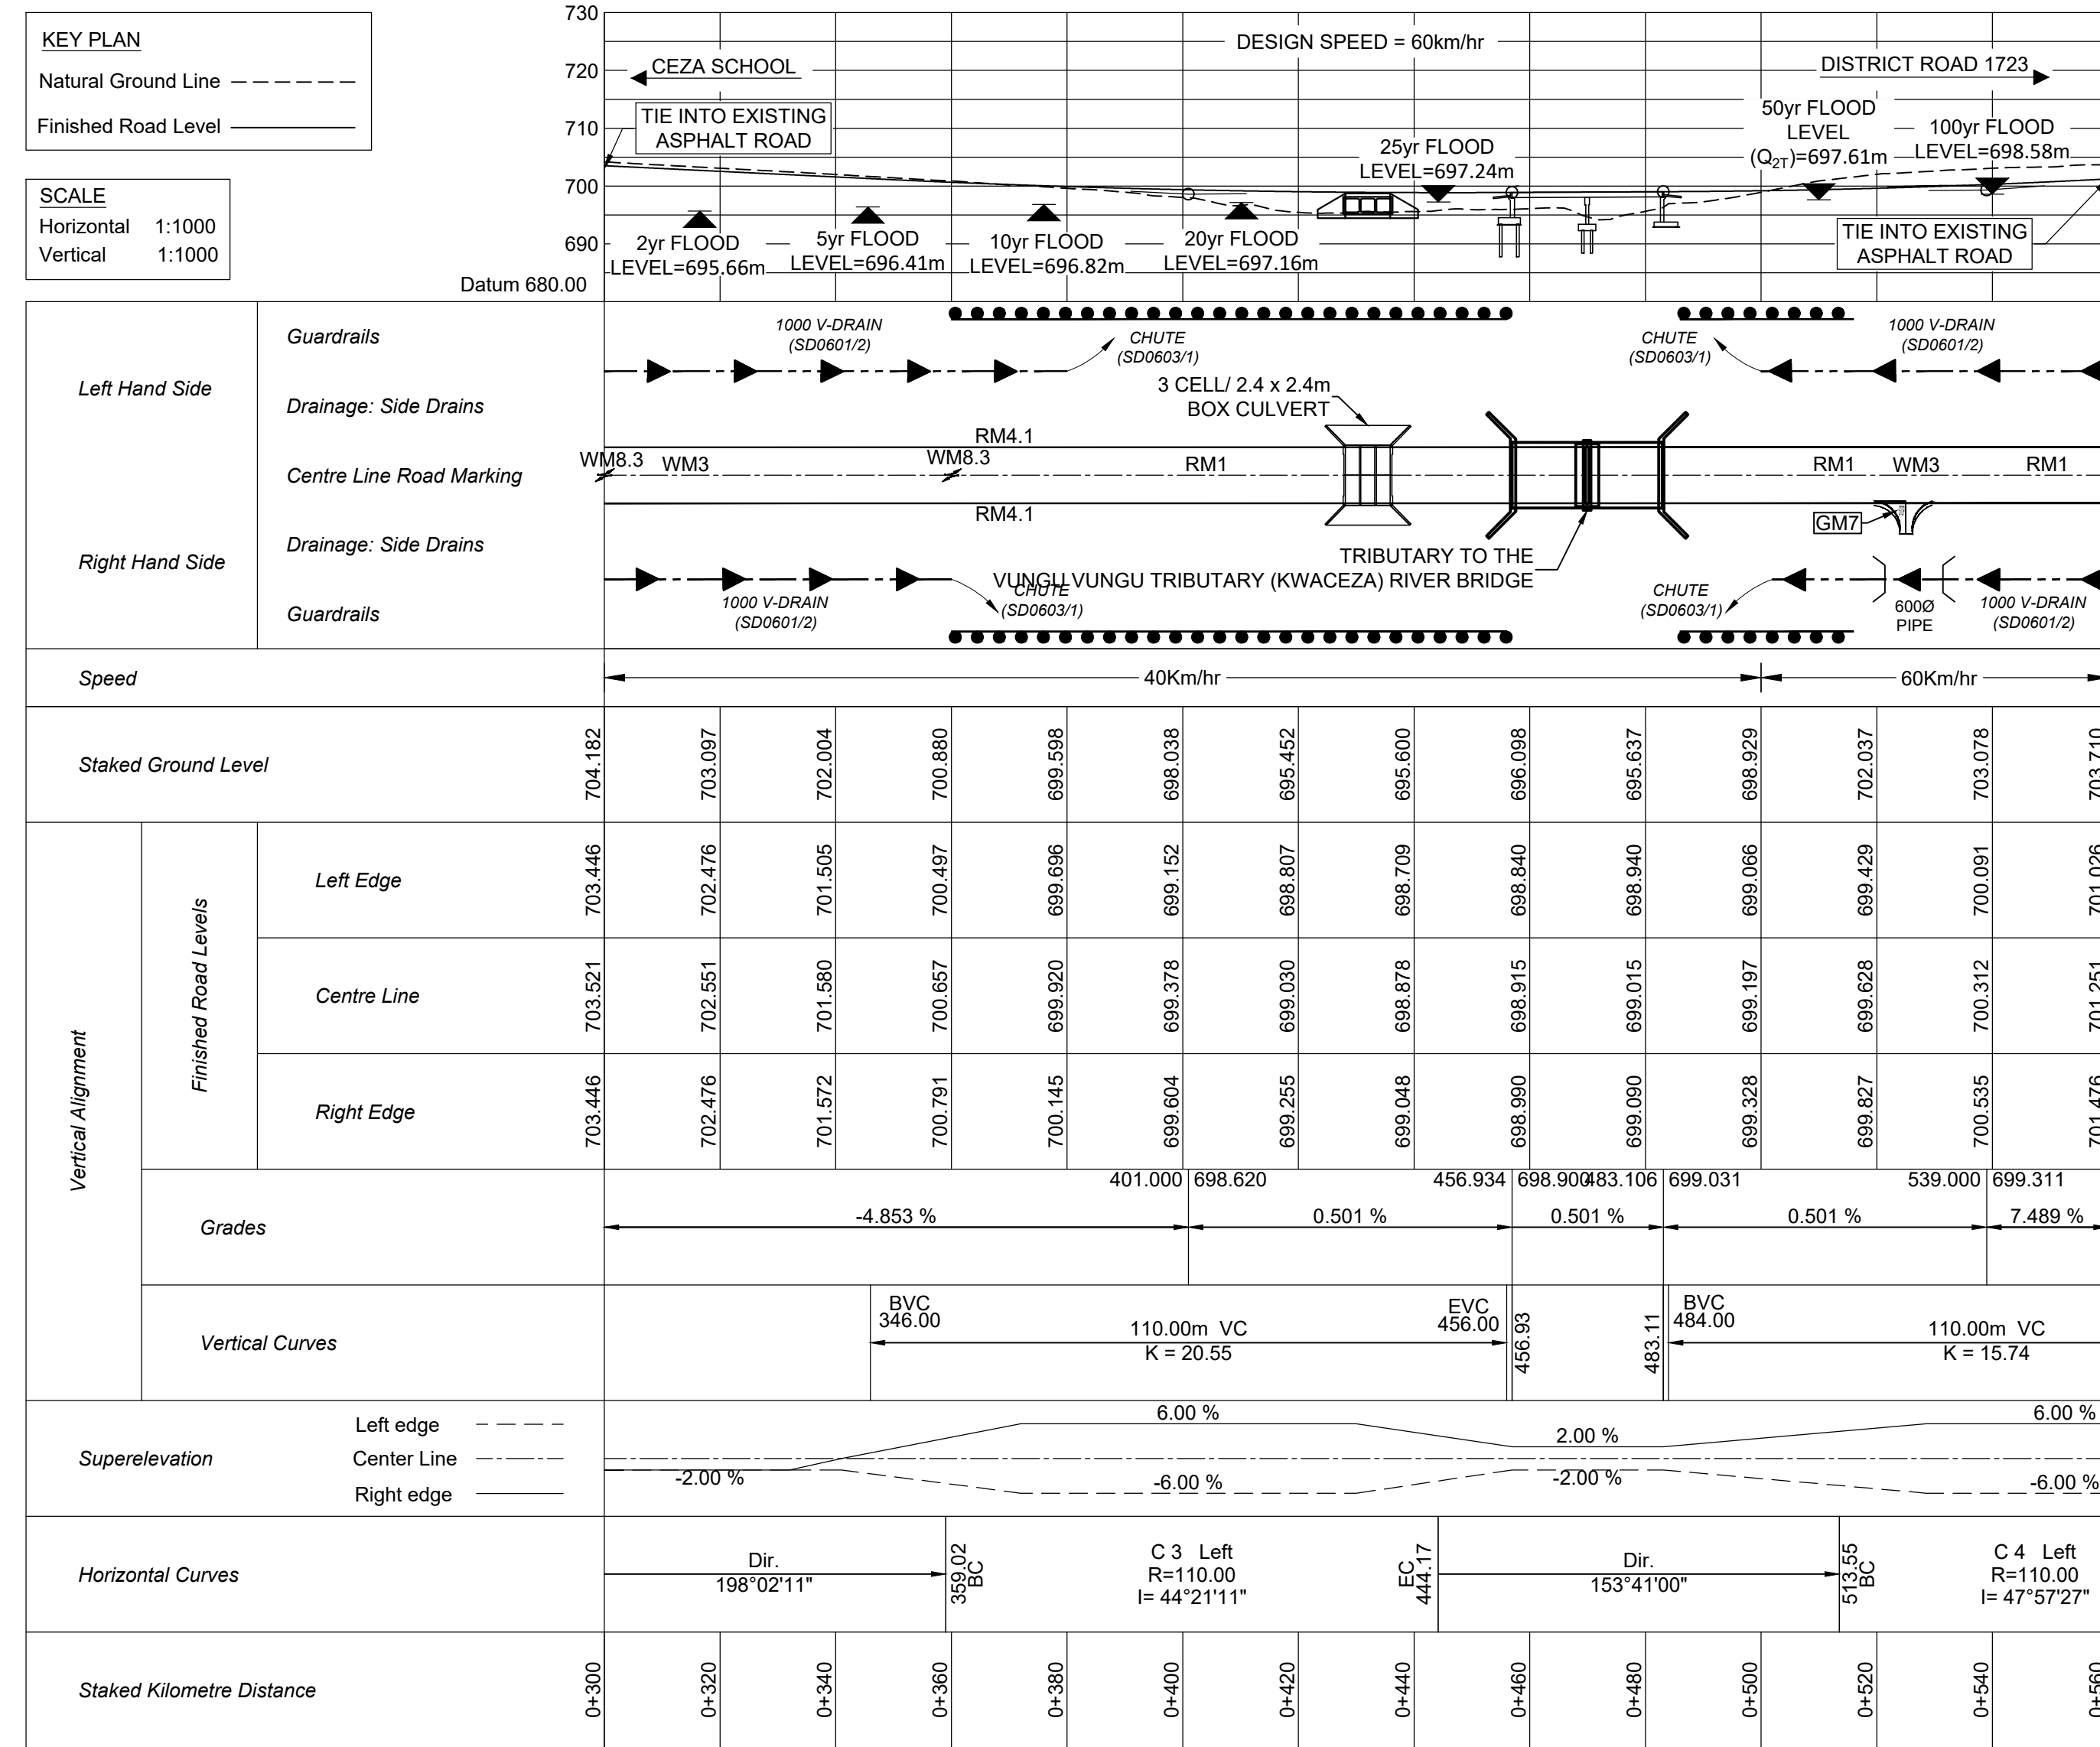 KEY PLAN
Natural Ground Line
Finished Road Level
SCALE
Horizontal 1:1000
Vertical 1:1000
730
720
710
700
690
Datum 680.00
DESIGN SPEED = 60km/hr
CEZA SCHOOL
DISTRICT ROAD 1723
TIE INTO EXISTING
ASPHALT ROAD
2yr FLOOD
LEVEL=695.66m
5yr FLOOD
LEVEL=696.41m
10yr FLOOD
LEVEL=696.82m
20yr FLOOD
LEVEL=697.16m
25yr FLOOD
LEVEL=697.24m
50yr FLOOD
LEVEL
(Q2T)=697.61m
100yr FLOOD
LEVEL=698.58m
TIE INTO EXISTING
ASPHALT ROAD
Left Hand Side
Right Hand Side
Guardrails
Drainage: Side Drains
Centre Line Road Marking
Drainage: Side Drains
Guardrails
1000 V-DRAIN
(SD0601/2)
CHUTE
(SD0603/1)
CHUTE
(SD0603/1)
1000 V-DRAIN
(SD0601/2)
3 CELL/ 2.4 x 2.4m
BOX CULVERT
RM4.1
WM8.3
WM3
WM8.3
RM1
RM1
WM3
RM1
RM4.1
GM7
TRIBUTARY TO THE
VUNGU VUNGU TRIBUTARY (KWACEZA) RIVER BRIDGE
1000 V-DRAIN
(SD0601/2)
CHUTE
(SD0603/1)
CHUTE
(SD0603/1)
600Ø
PIPE
1000 V-DRAIN
(SD0601/2)
Speed
40Km/hr
60Km/hr
Staked Ground Level
704.182
703.097
702.004
700.880
699.598
698.038
695.452
695.600
696.098
695.637
698.929
702.037
703.078
703.710
Vertical Alignment
Finished Road Levels
Left Edge
703.446
702.476
701.505
700.497
699.696
699.152
698.807
698.709
698.840
698.940
699.066
699.429
700.091
701.026
Centre Line
703.521
702.551
701.580
700.657
699.920
699.378
699.030
698.878
698.915
699.015
699.197
699.628
700.312
701.251
Right Edge
703.446
702.476
701.572
700.791
700.145
699.604
699.255
699.048
698.990
699.090
699.328
699.827
700.535
701.476
Grades
401.000 698.620
456.934 698.900
483.106 699.031
539.000 699.311
-4.853 %
0.501 %
0.501 %
0.501 %
7.489 %
Vertical Curves
BVC
346.00
110.00m VC
K = 20.55
EVC
456.00
456.93
483.11
BVC
484.00
110.00m VC
K = 15.74
Superelevation
Left edge
Center Line
Right edge
-2.00 %
6.00 %
-6.00 %
2.00 %
-2.00 %
6.00 %
-6.00 %
Horizontal Curves
Dir.
198°02'11"
359.02
BC
C 3 Left
R=110.00
I= 44°21'11"
EC
444.17
Dir.
153°41'00"
513.55
BC
C 4 Left
R=110.00
I= 47°57'27"
Staked Kilometre Distance
0+300
0+320
0+340
0+360
0+380
0+400
0+420
0+440
0+460
0+480
0+500
0+520
0+540
0+560